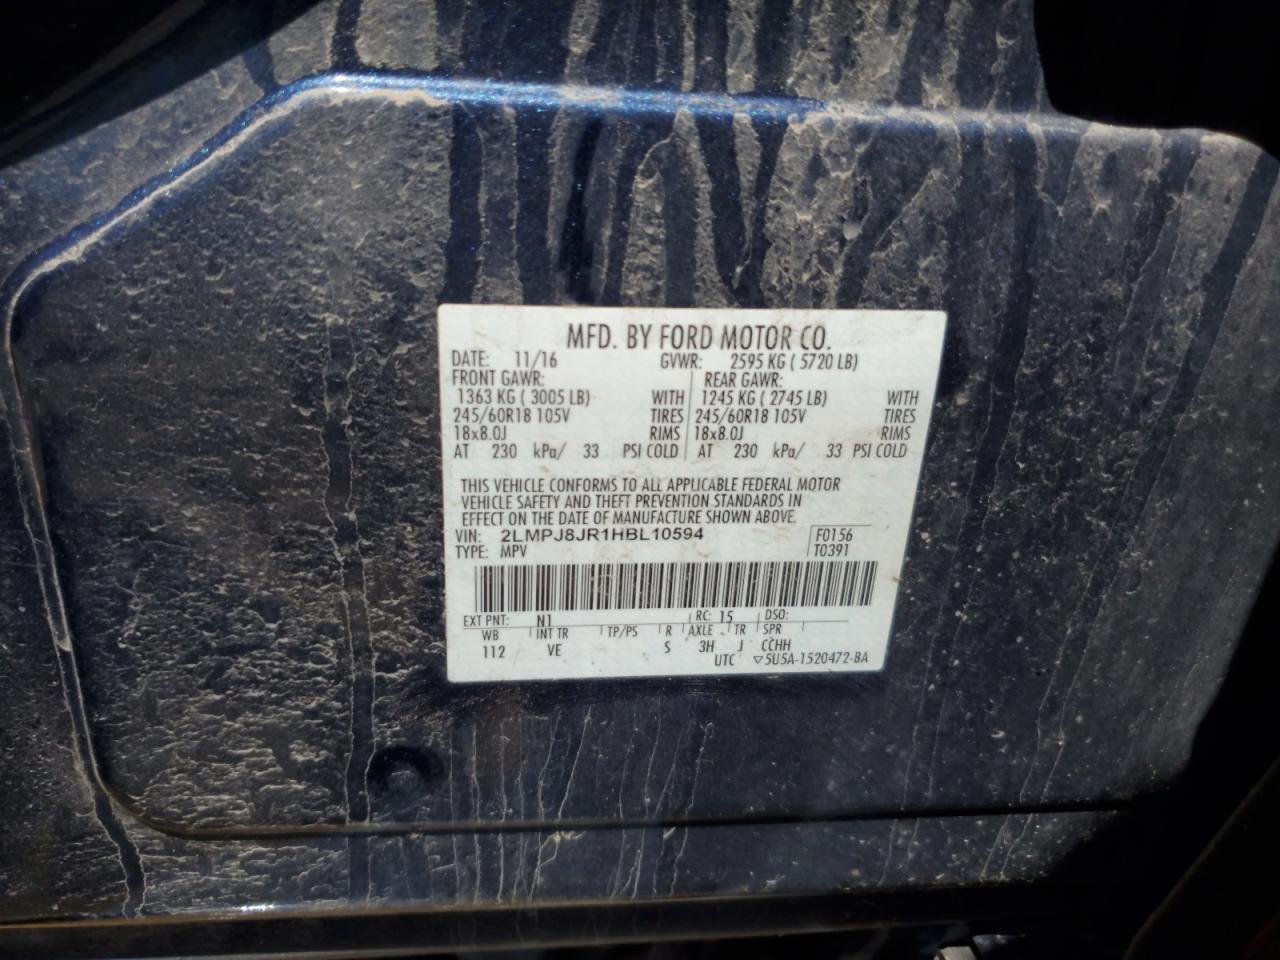 MFD. BY FORD MOTOR CO.
DATE: 11/16 GVWR: 2595 KG ( 5720 LB)
FRONT GAWR: REAR GAWR:
1363 KG ( 3005 LB) WITH 1245 KG ( 2745 LB) WITH
245/60R18 105V TIRES 245/60R18 105V TIRES
18x8.0J RIMS 18x8.0J RIMS
AT 230 kPa/ 33 PSI COLD AT 230 kPa/ 33 PSI COLD
THIS VEHICLE CONFORMS TO ALL APPLICABLE FEDERAL MOTOR
VEHICLE SAFETY AND THEFT PREVENTION STANDARDS IN
EFFECT ON THE DATE OF MANUFACTURE SHOWN ABOVE.
VIN: 2LMPJ8JR1HBL10594 F0156
TYPE: MPV T0391
EXT PNT: N1 RC: 15 DSO:
WB INT TR TP/PS R AXLE TR SPR
112 VE S 3H J CCHH
UTC ▽5U5A-1520472-BA